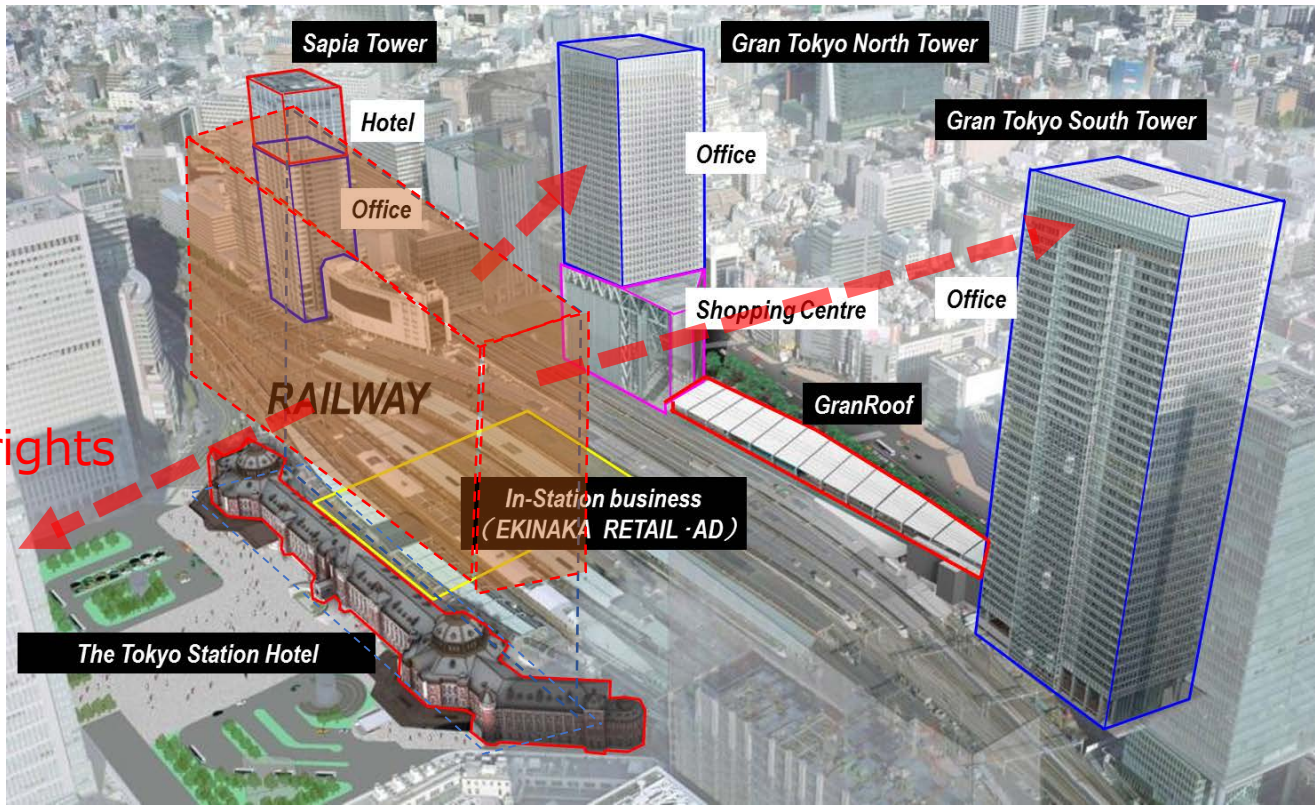 Sapia Tower
Gran Tokyo North Tower
Hotel
Gran Tokyo South Tower
Office
Office
Office
Shopping Centre
RAILWAY
GranRoof
ights
In-Station business
（EKINAKA RETAIL・AD）
The Tokyo Station Hotel